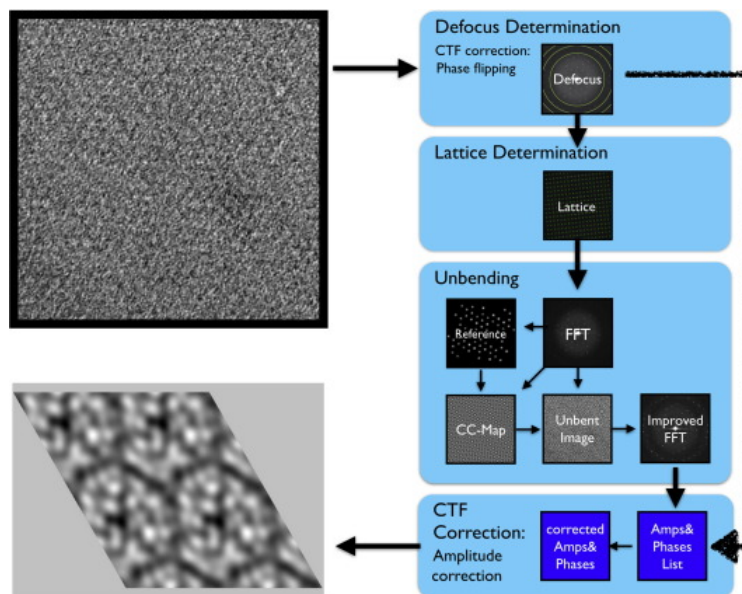 Defocus Determination
CTF correction:
Phase flipping
Defocus
Lattice Determination
Lattice
Unbending
Reference
FFT
CC-Map
Unbent
Image
Improved
FFT
CTF
Correction:
Amplitude
correction
corrected
Amps&
Phases
Amps&
Phases
List